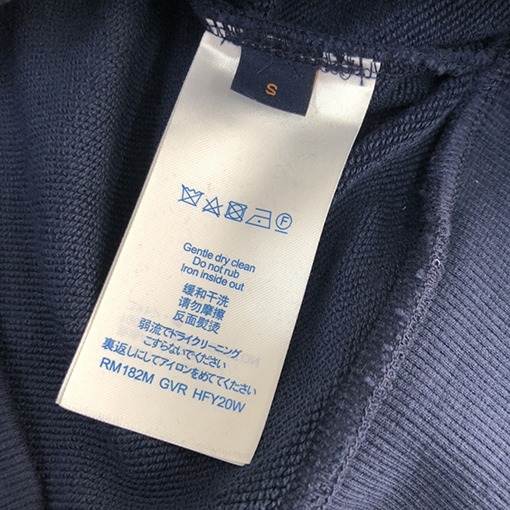 S
F
Gentle dry clean
Do not rub
Iron inside out
缓和干洗
请勿摩擦
反面熨烫
弱流でトライクリーニング
こすらないでください
裏返しにしてアイロンをめててください
RM182M GVR HFY20W